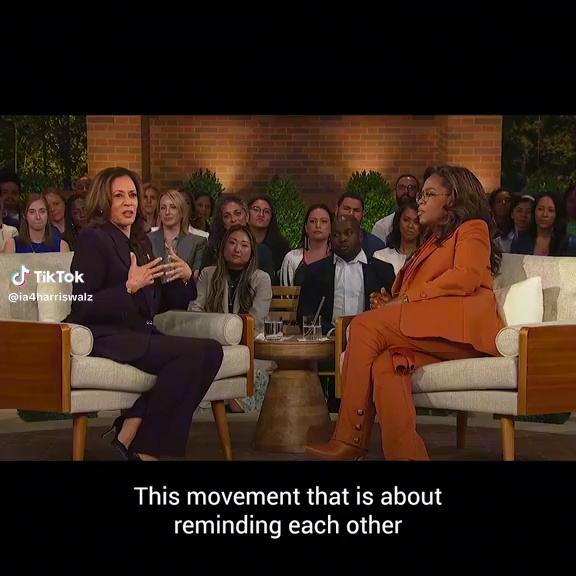 TikTok
@ia4harriswalz
This movement that is about
reminding each other